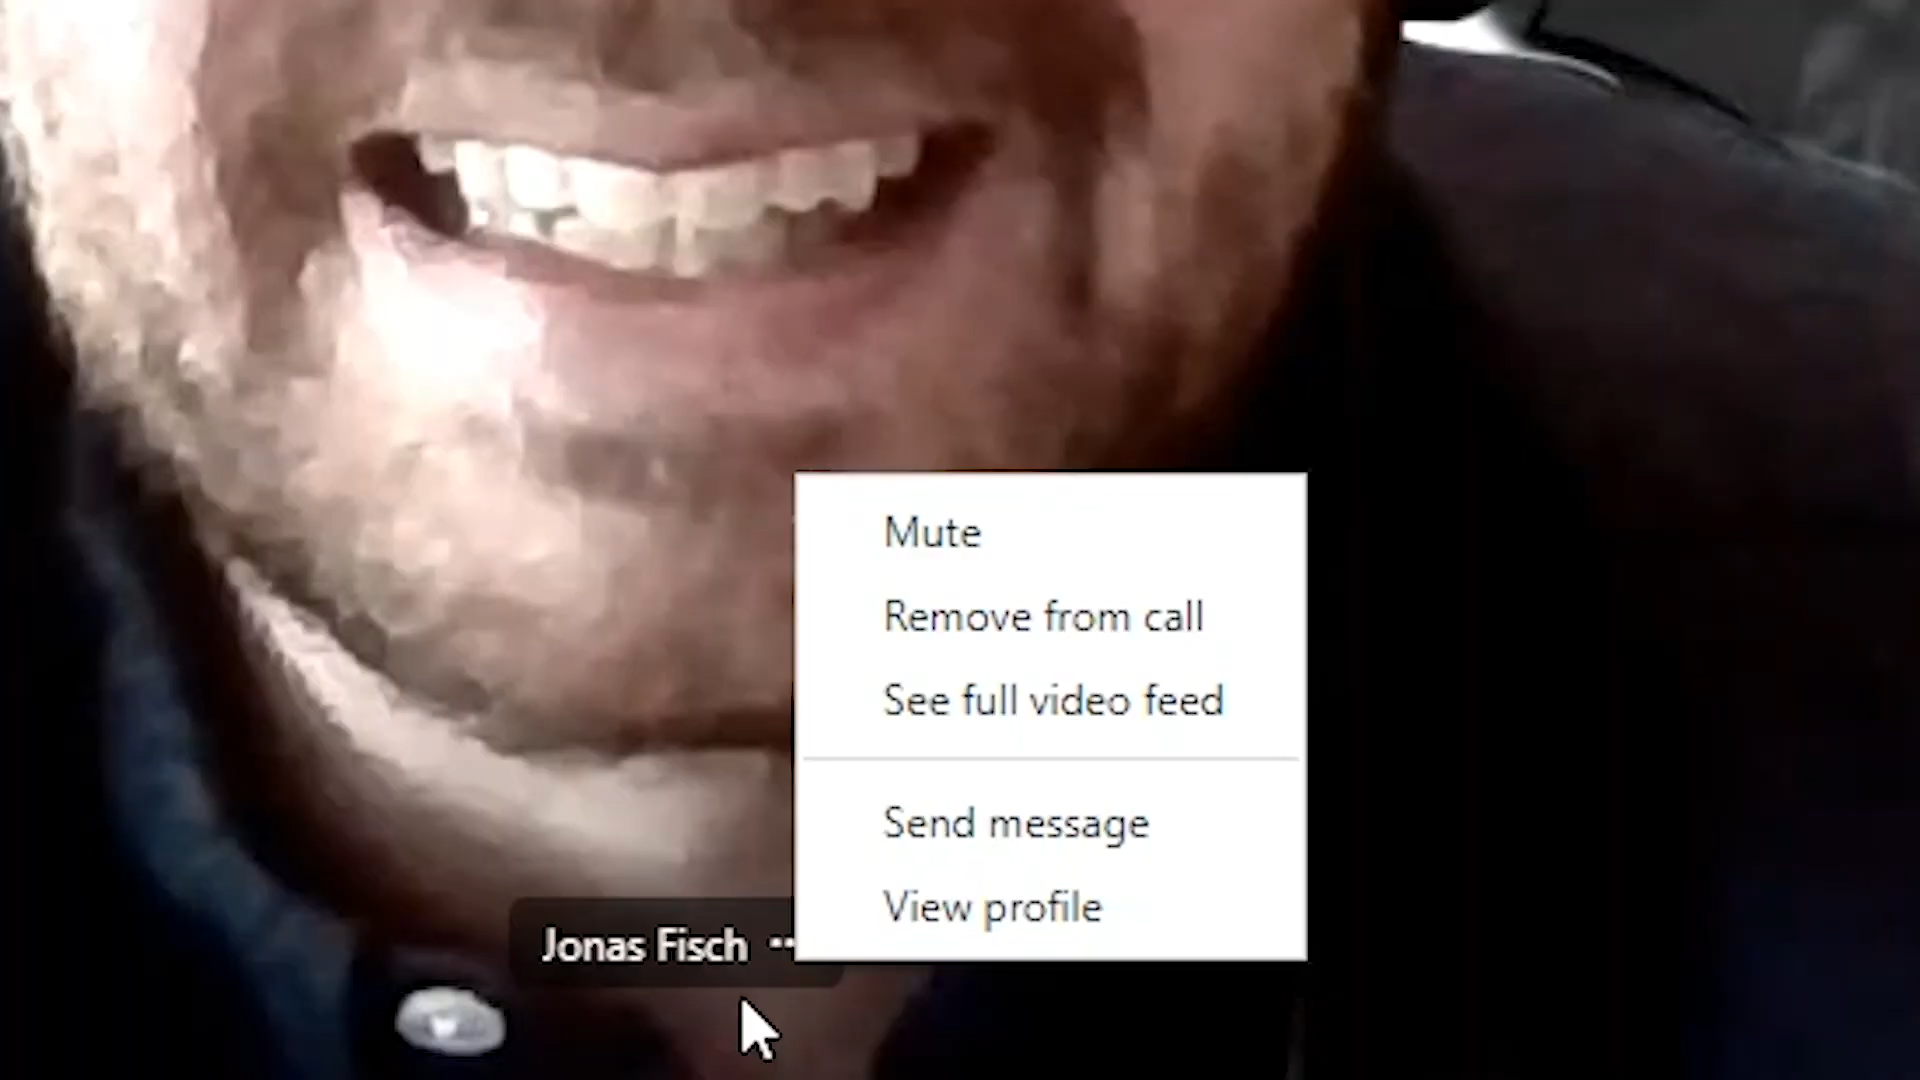 Mute
Remove from call
See full video feed
Send message
View profile
Jonas Fisch